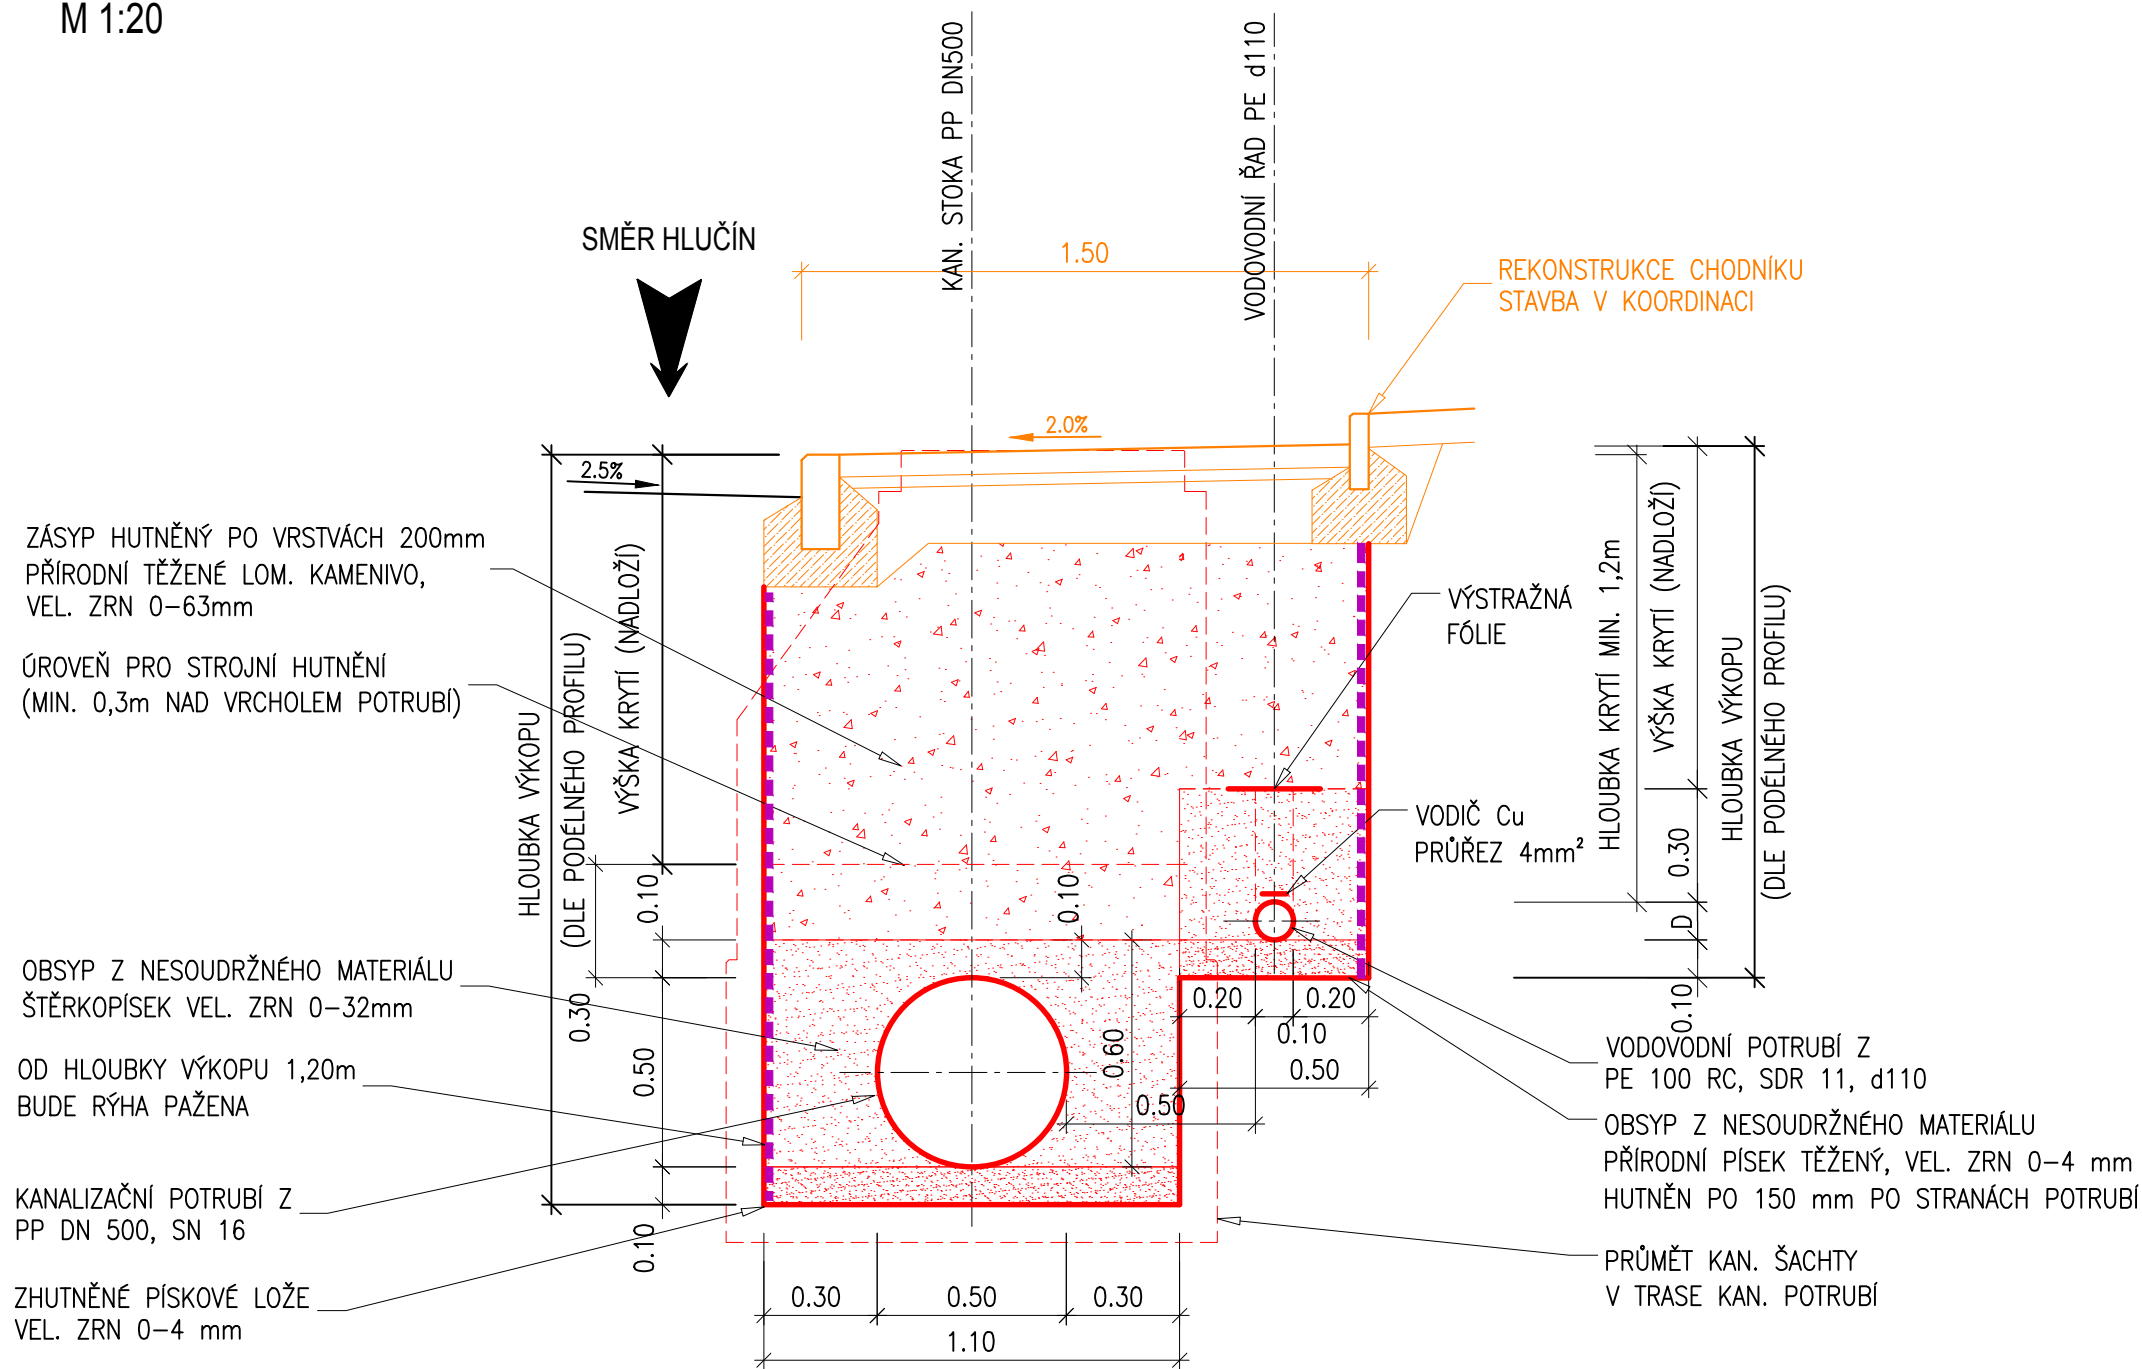 M 1:20
KAN. STOKA PP DN500
VODOVODNÍ ŘAD PE d110
SMĚR HLUČÍN
1.50
REKONSTRUKCE CHODNÍKU
STAVBA V KOORDINACI
2.0%
2.5%
ZÁSYP HUTNĚNÝ PO VRSTVÁCH 200mm
PŘÍRODNÍ TĚŽENÉ LOM. KAMENIVO,
VEL. ZRN 0-63mm
ÚROVEŇ PRO STROJNÍ HUTNĚNÍ
(MIN. 0,3m NAD VRCHOLEM POTRUBÍ)
HLOUBKA VÝKOPU
(DLE PODÉLNÉHO PROFILU)
VÝŠKA KRYTÍ (NADLOŽÍ)
VÝSTRAŽNÁ
FÓLIE
VODIČ Cu
PRŮŘEZ 4mm²
HLOUBKA KRYTÍ MIN. 1,2m
VÝŠKA KRYTÍ (NADLOŽÍ)
HLOUBKA VÝKOPU
(DLE PODÉLNÉHO PROFILU)
0.30
D
0.10
0.10
0.30
0.50
0.10
0.10
0.60
0.20
0.20
0.10
0.50
0.50
OBSYP Z NESOUDRŽNÉHO MATERIÁLU
ŠTĚRKOPÍSEK VEL. ZRN 0-32mm
OD HLOUBKY VÝKOPU 1,20m
BUDE RÝHA PAŽENA
KANALIZAČNÍ POTRUBÍ Z
PP DN 500, SN 16
ZHUTNĚNÉ PÍSKOVÉ LOŽE
VEL. ZRN 0-4 mm
VODOVODNÍ POTRUBÍ Z
PE 100 RC, SDR 11, d110
OBSYP Z NESOUDRŽNÉHO MATERIÁLU
PŘÍRODNÍ PÍSEK TĚŽENÝ, VEL. ZRN 0-4 mm
HUTNĚN PO 150 mm PO STRANÁCH POTRUBÍ
PRŮMĚT KAN. ŠACHTY
V TRASE KAN. POTRUBÍ
0.30
0.50
0.30
1.10